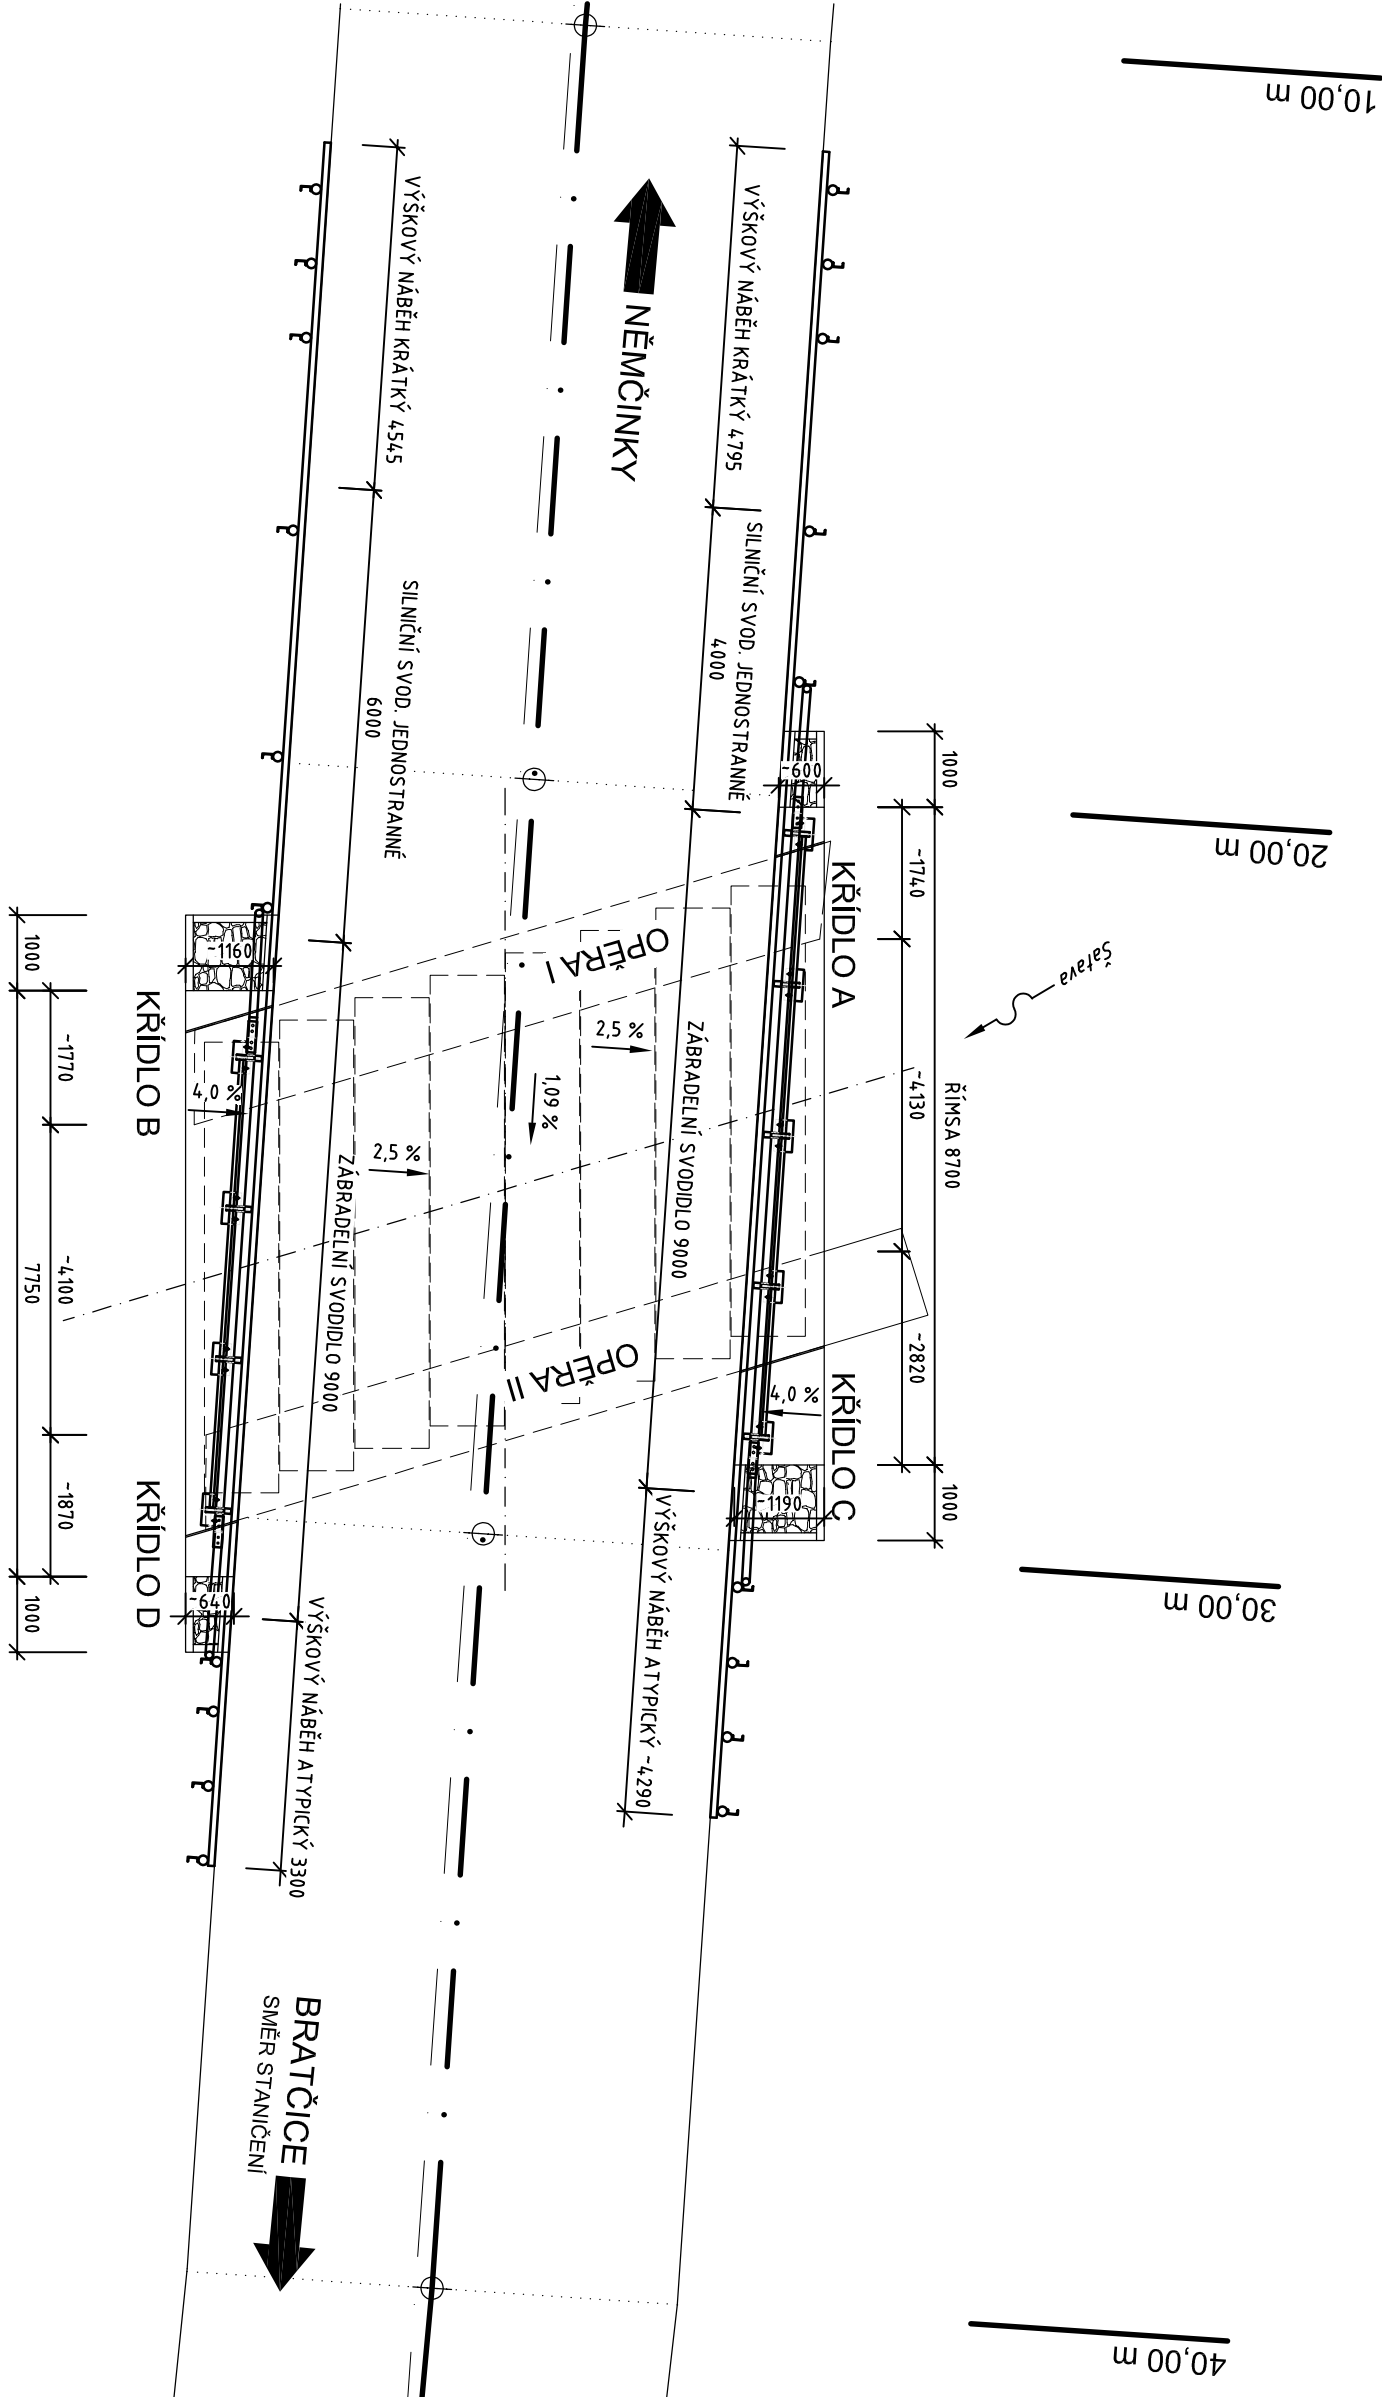 10,00 m
VÝŠKOVÝ NÁBĚH KRÁTKÝ 4545
VÝŠKOVÝ NÁBĚH KRÁTKÝ 4795
NĚMČINKY
SILNIČNÍ SVOD. JEDNOSTRANNÉ
6000
SILNIČNÍ SVOD. JEDNOSTRANNÉ
4000
~600
1000
20,00 m
~1740
KŘÍDLO A
~1160
1000
OPĚRA I
Šatava
KŘÍDLO B
~1770
4,0 %
2,5 %
2,5 %
1,09 %
ZÁBRADELNÍ SVODIDLO 9000
~4130
ŘÍMSA 8700
ZÁBRADELNÍ SVODIDLO 9000
~4100
7750
OPĚRA II
~2820
4,0 %
KŘÍDLO C
~1190
1000
KŘÍDLO D
~1870
~640
1000
VÝŠKOVÝ NÁBĚH ATYPICKÝ ~4290
VÝŠKOVÝ NÁBĚH ATYPICKÝ 3300
30,00 m
BRATČICE
SMĚR STANIČENÍ
40,00 m